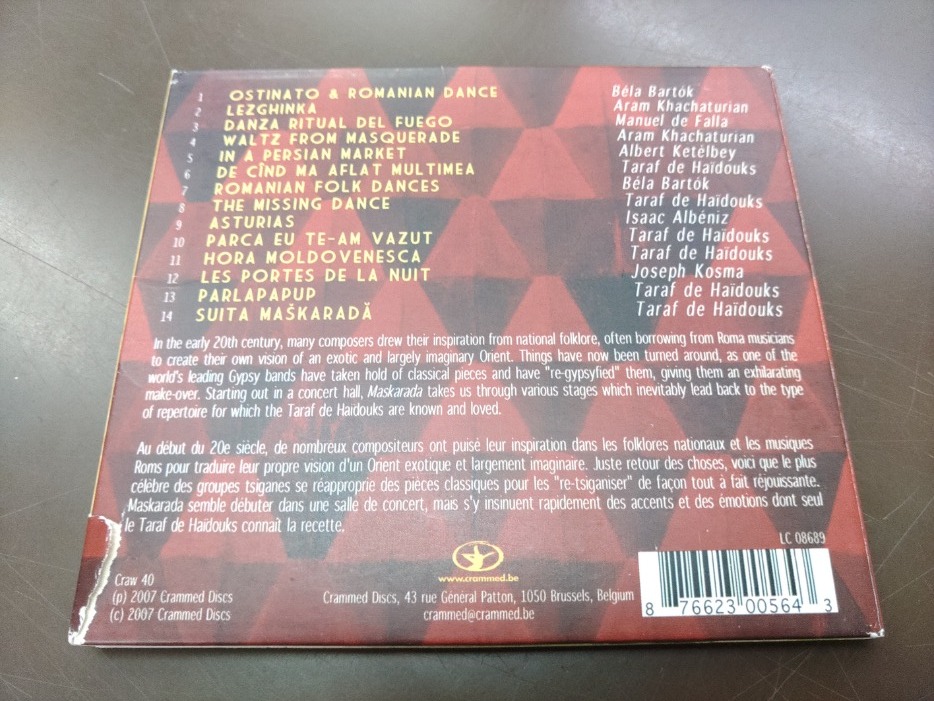 1 OSTINATO & ROMANIAN DANCE Béla Bartók
2 LEZGHINKA Aram Khachaturian
3 DANZA RITUAL DEL FUEGO Manuel de Falla
4 WALTZ FROM MASQUERADE Aram Khachaturian
5 IN A PERSIAN MARKET Albert Ketèlbey
6 DE CÎND MA AFLAT MULTIMEA Taraf de Haïdouks
7 ROMANIAN FOLK DANCES Béla Bartók
8 THE MISSING DANCE Taraf de Haïdouks
9 ASTURIAS Isaac Albéniz
10 PARCA EU TE-AM VAZUT Taraf de Haïdouks
11 HORA MOLDOVENESCA Taraf de Haïdouks
12 LES PORTES DE LA NUIT Joseph Kosma
13 PARLAPAPUP Taraf de Haïdouks
14 SUITA MAŠKARADĂ Taraf de Haïdouks
In the early 20th century, many composers drew their inspiration from national folklore, often borrowing from Roma musicians
to create their own vision of an exotic and largely imaginary Orient. Things have now been turned around, as one of the
world's leading Gypsy bands have taken hold of classical pieces and have "re-gypsyfied" them, giving them an exhilarating
make-over. Starting out in a concert hall, Maskarada takes us through various stages which inevitably lead back to the type
of repertoire for which the Taraf de Haïdouks are known and loved.
Au début du 20e siècle, de nombreux compositeurs ont puisé leur inspiration dans les folklores nationaux et les musiques
Roms pour traduire leur propre vision d'un Orient exotique et largement imaginaire. Juste retour des choses, voici que le plus
célèbre des groupes tsiganes se réapproprie des pièces classiques pour les "re-tsiganiser" de façon tout à fait réjouissante.
Maskarada semble débuter dans une salle de concert, mais s'y insinuent rapidement des accents et des émotions dont seul
le Taraf de Haïdouks connaît la recette.
LC 08689
www.crammed.be
Craw 40
(p) 2007 Crammed Discs
(c) 2007 Crammed Discs
Crammed Discs, 43 rue Général Patton, 1050 Brussels, Belgium
crammed@crammed.be
8 76623 00564 3